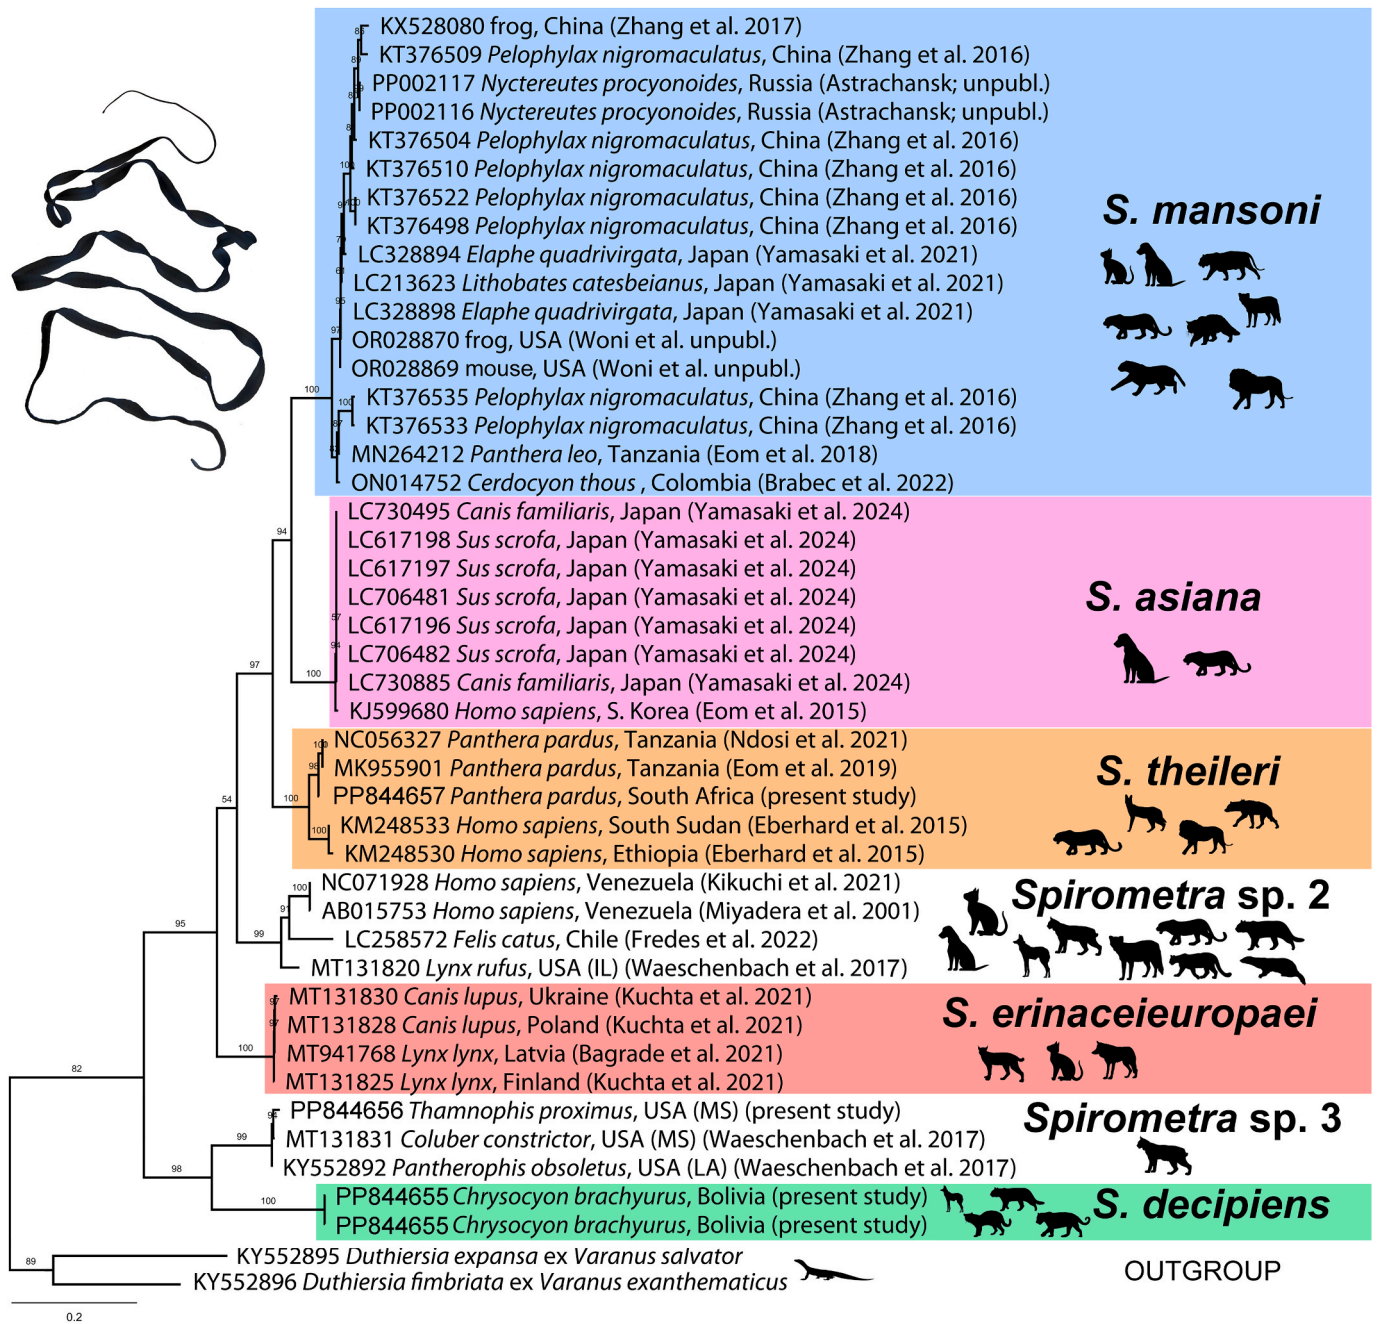 KX528080 frog, China (Zhang et al. 2017)
KT376509 Pelophylax nigromaculatus, China (Zhang et al. 2016)
PP002117 Nyctereutes procyonoides, Russia (Astrachansk; unpubl.)
PP002116 Nyctereutes procyonoides, Russia (Astrachansk; unpubl.)
KT376504 Pelophylax nigromaculatus, China (Zhang et al. 2016)
KT376510 Pelophylax nigromaculatus, China (Zhang et al. 2016)
KT376522 Pelophylax nigromaculatus, China (Zhang et al. 2016)
KT376498 Pelophylax nigromaculatus, China (Zhang et al. 2016)
S. mansoni
LC328894 Elaphe quadrivirgata, Japan (Yamasaki et al. 2021)
LC213623 Lithobates catesbeianus, Japan (Yamasaki et al. 2021)
LC328898 Elaphe quadrivirgata, Japan (Yamasaki et al. 2021)
97
OR028870 frog, USA (Woni et al. unpubl.)
OR028869 mouse, USA (Woni et al. unpubl.)
100
KT376535 Pelophylax nigromaculatus, China (Zhang et al. 2016)
KT376533 Pelophylax nigromaculatus, China (Zhang et al. 2016)
MN264212 Panthera leo, Tanzania (Eom et al. 2018)
ON014752 Cerdocyon thous , Colombia (Brabec et al. 2022)
LC730495 Canis familiaris, Japan (Yamasaki et al. 2024)
94
LC617198 Sus scrofa, Japan (Yamasaki et al. 2024)
LC617197 Sus scrofa, Japan (Yamasaki et al. 2024)
LC706481 Sus scrofa, Japan (Yamasaki et al. 2024)
S. asiana
LC617196 Sus scrofa, Japan (Yamasaki et al. 2024)
LC706482 Sus scrofa, Japan (Yamasaki et al. 2024)
97
100
LC730885 Canis familiaris, Japan (Yamasaki et al. 2024)
KJ599680 Homo sapiens, S. Korea (Eom et al. 2015)
NC056327 Panthera pardus, Tanzania (Ndosi et al. 2021)
98
MK955901 Panthera pardus, Tanzania (Eom et al. 2019)
S. theileri
54
100
PP844657 Panthera pardus, South Africa (present study)
100
KM248533 Homo sapiens, South Sudan (Eberhard et al. 2015)
KM248530 Homo sapiens, Ethiopia (Eberhard et al. 2015)
100
NC071928 Homo sapiens, Venezuela (Kikuchi et al. 2021)
Spirometra sp. 2
91
AB015753 Homo sapiens, Venezuela (Miyadera et al. 2001)
95
99
LC258572 Felis catus, Chile (Fredes et al. 2022)
MT131820 Lynx rufus, USA (IL) (Waeschenbach et al. 2017)
MT131830 Canis lupus, Ukraine (Kuchta et al. 2021)
S. erinaceieuropaei
MT131828 Canis lupus, Poland (Kuchta et al. 2021)
100
MT941768 Lynx lynx, Latvia (Bagrade et al. 2021)
82
MT131825 Lynx lynx, Finland (Kuchta et al. 2021)
PP844656 Thamnophis proximus, USA (MS) (present study)
Spirometra sp. 3
99
MT131831 Coluber constrictor, USA (MS) (Waeschenbach et al. 2017)
98
KY552892 Pantherophis obsoletus, USA (LA) (Waeschenbach et al. 2017)
100
PP844655 Chrysocyon brachyurus, Bolivia (present study)
S. decipiens
PP844655 Chrysocyon brachyurus, Bolivia (present study)
89
KY552895 Duthiersia expansa ex Varanus salvator
OUTGROUP
KY552896 Duthiersia fimbriata ex Varanus exanthematicus
0.2